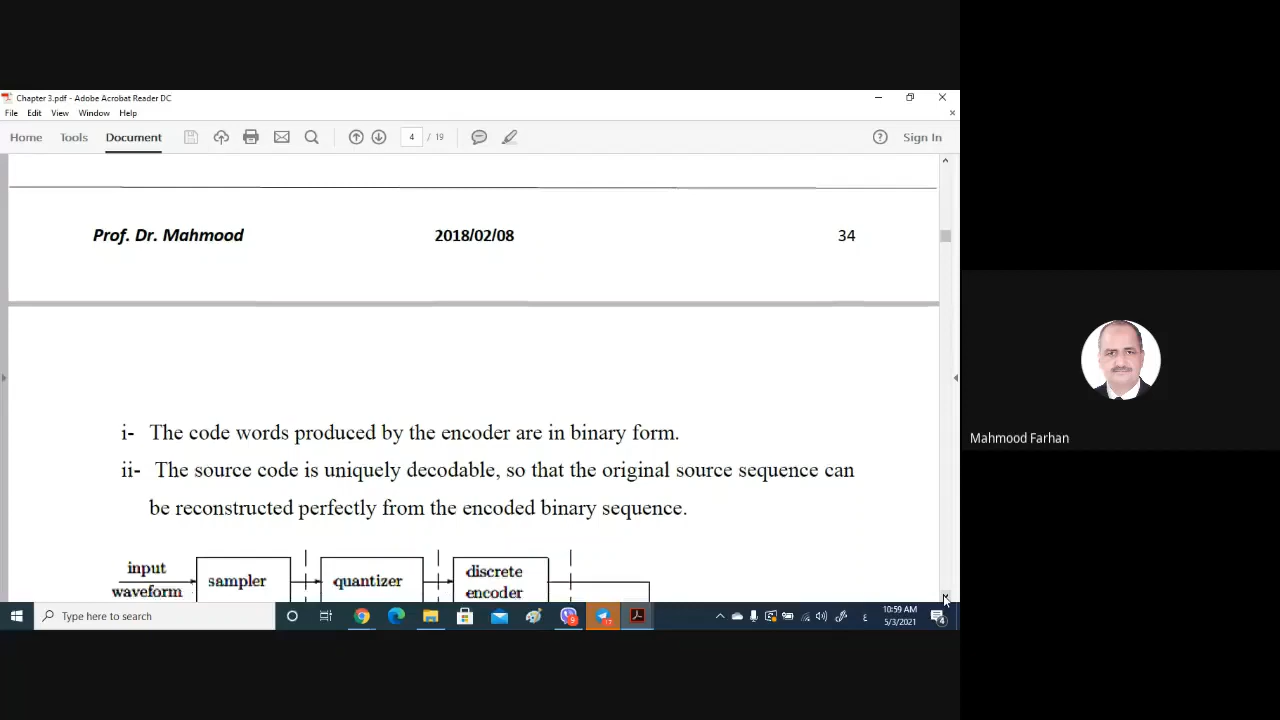 Chapter 3.pdf - Adobe Acrobat Reader DC
File Edit View Window Help
Home Tools Document 4 / 19 Sign In
Prof. Dr. Mahmood 2018/02/08 34
i- The code words produced by the encoder are in binary form.
ii- The source code is uniquely decodable, so that the original source sequence can
be reconstructed perfectly from the encoded binary sequence.
input
waveform
sampler
quantizer
discrete
encoder
Mahmood Farhan
Type here to search
9
17
ع
10:59 AM
5/3/2021
4